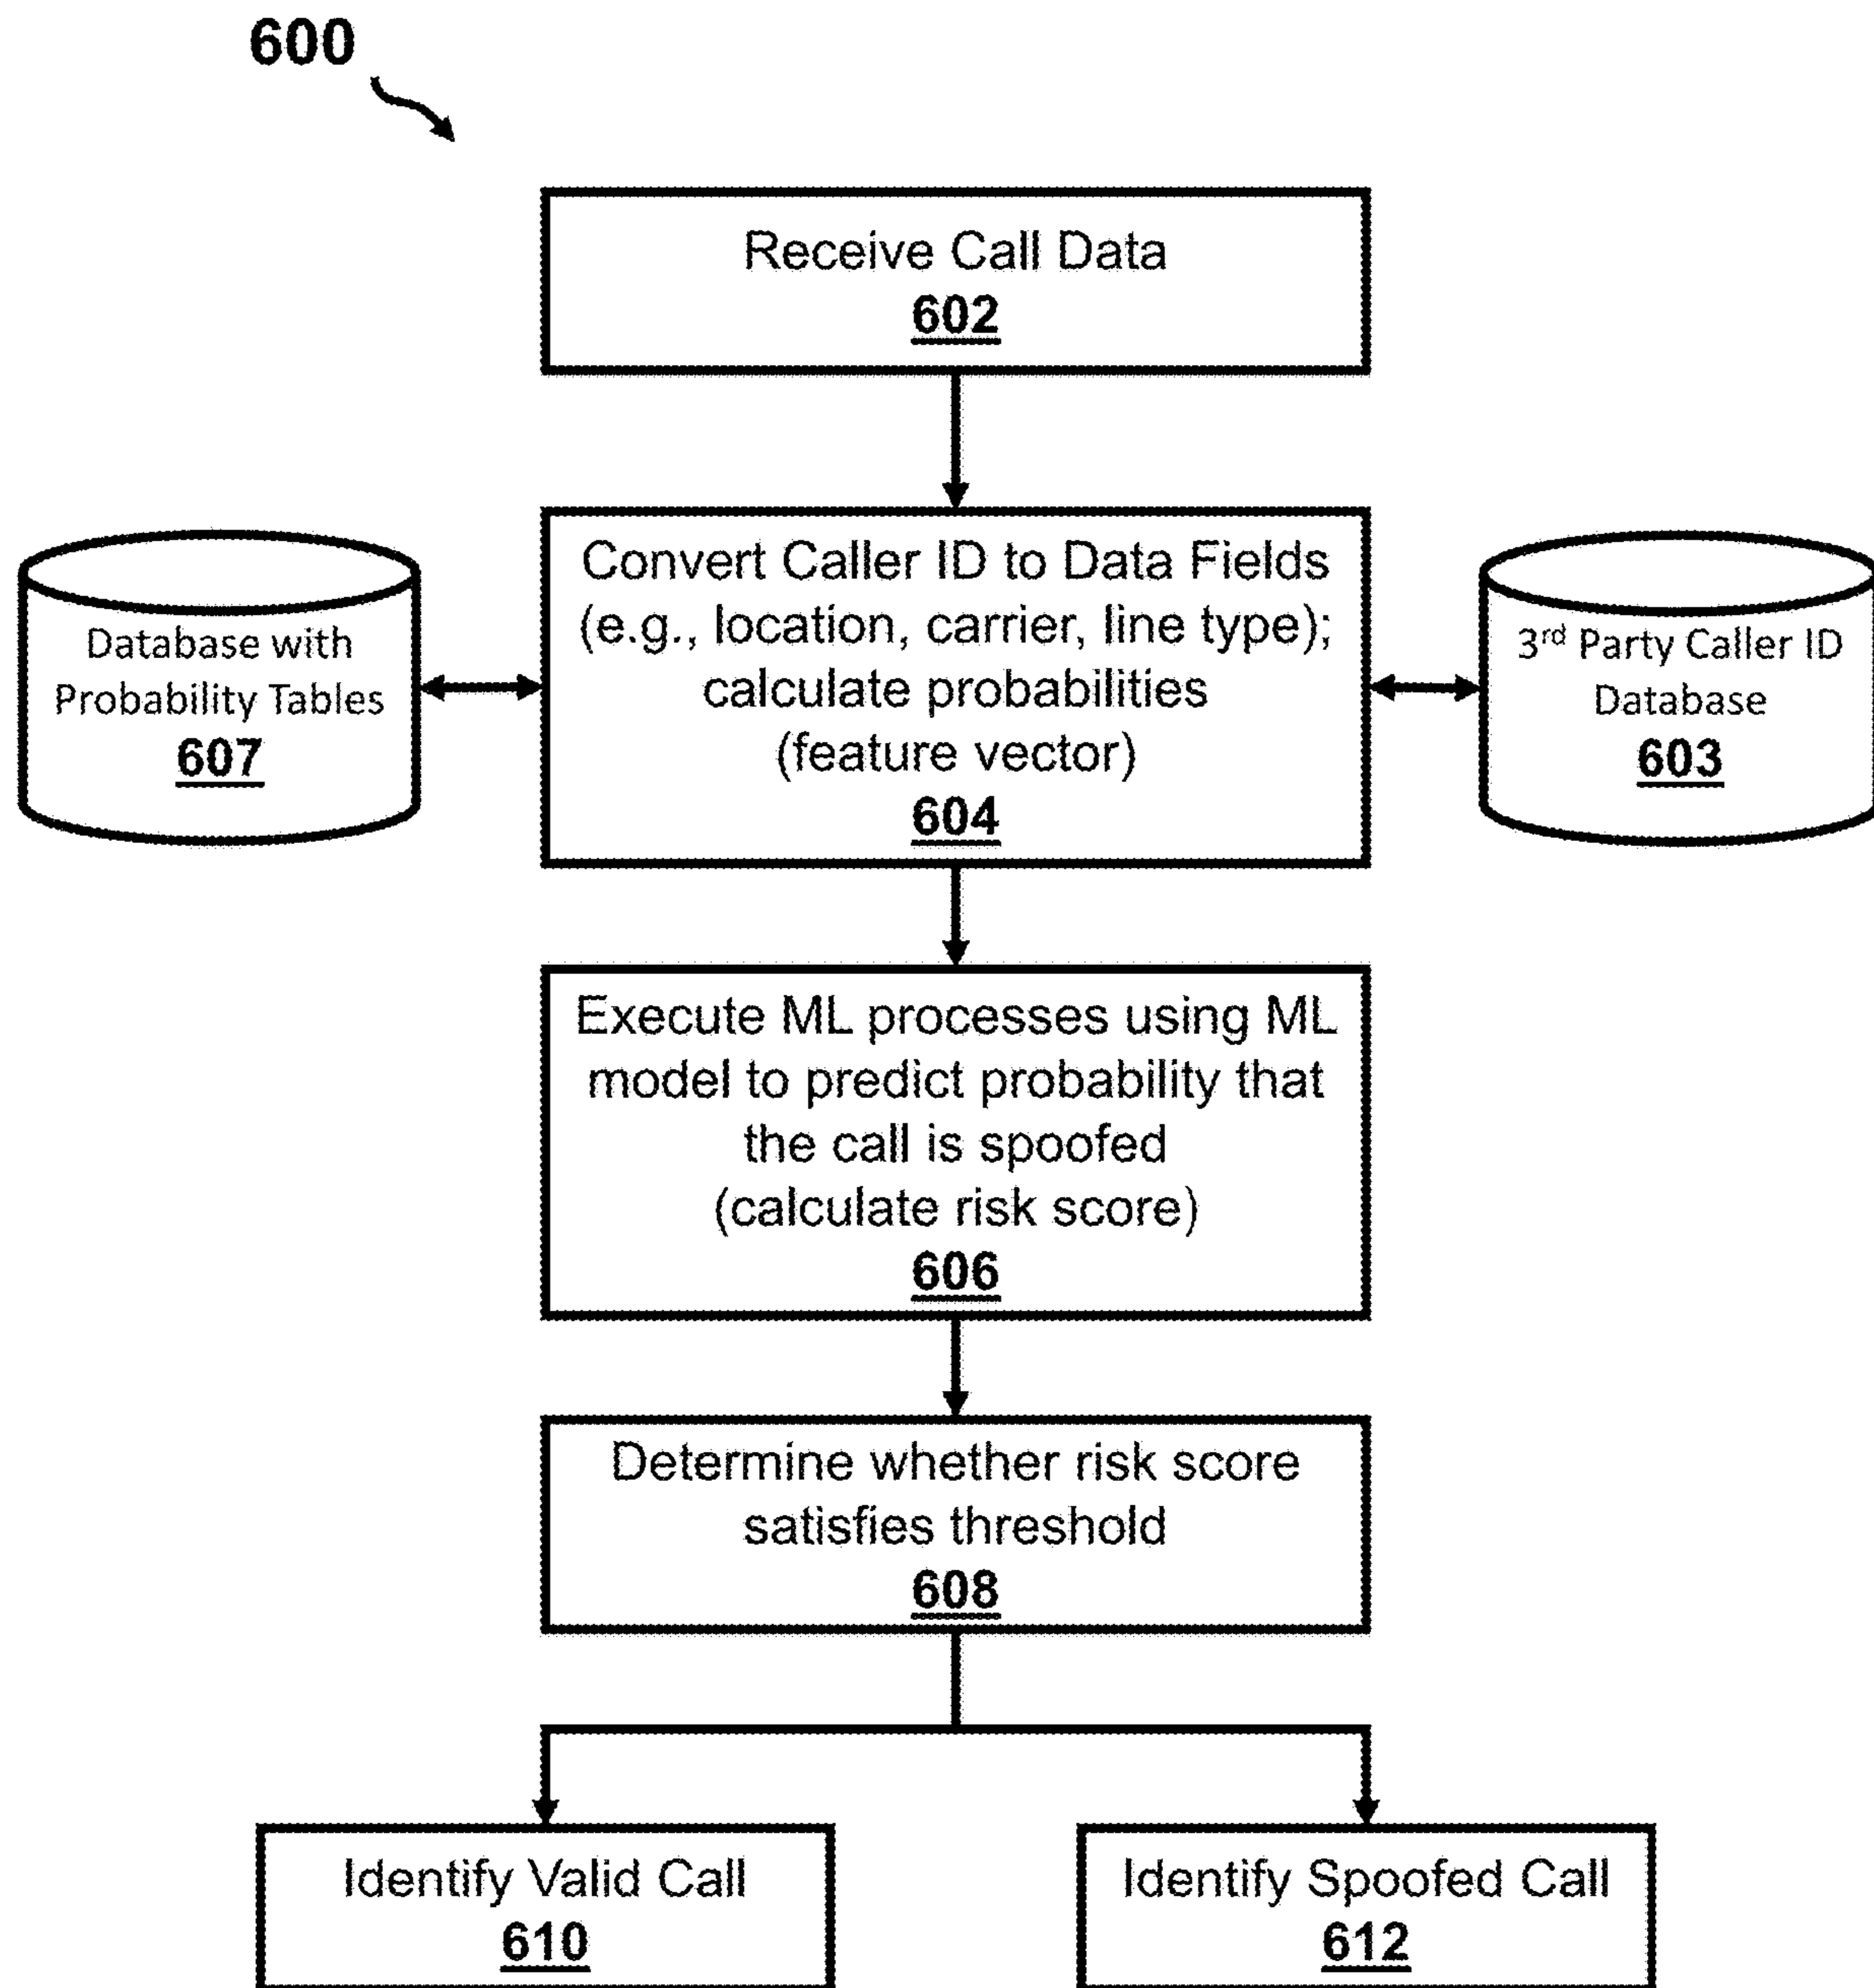 600
Receive Call Data
602
Convert Caller ID to Data Fields
(e.g., location, carrier, line type);
calculate probabilities
(feature vector)
604
Database with
Probability Tables
607
3rd Party Caller ID
Database
603
Execute ML processes using ML
model to predict probability that
the call is spoofed
(calculate risk score)
606
Determine whether risk score
satisfies threshold
608
Identify Valid Call
610
Identify Spoofed Call
612